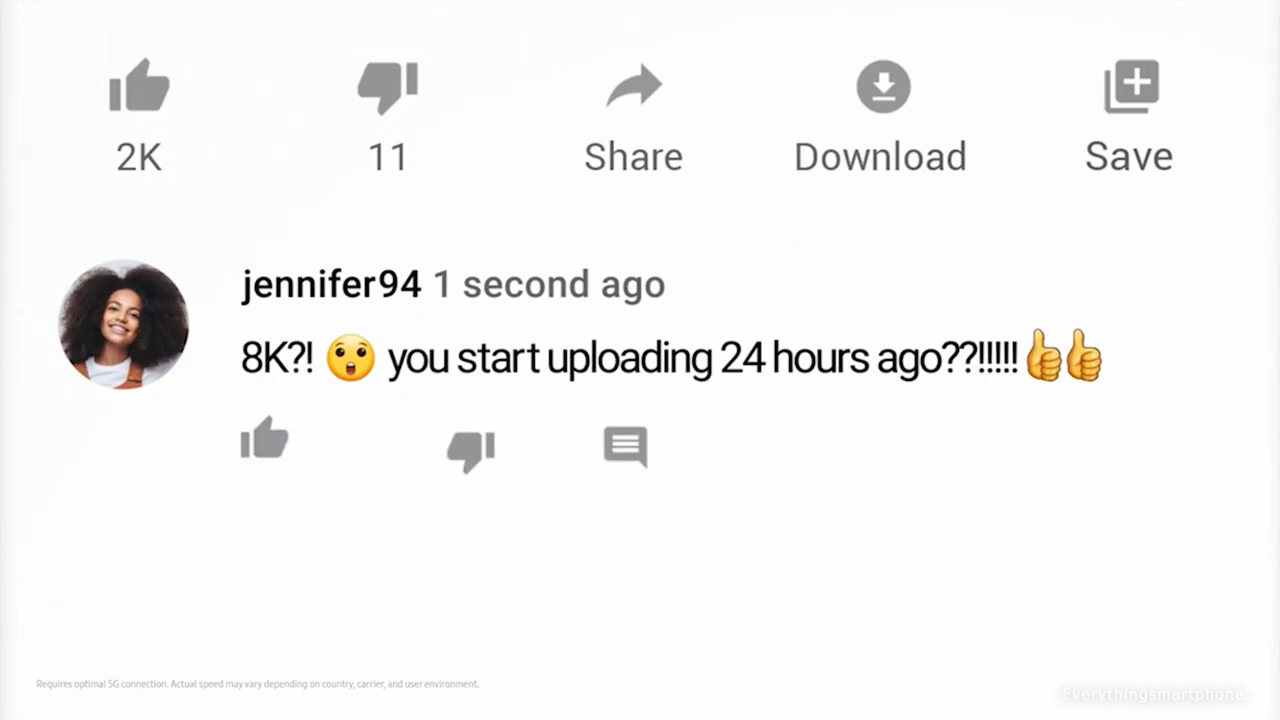 2K 11 Share Download Save
jennifer94 1 second ago
8K?! 😲 you start uploading 24 hours ago??!!!!! 👍👍
Requires optimal 5G connection. Actual speed may vary depending on country, carrier, and user environment.
Everythingsmartphone